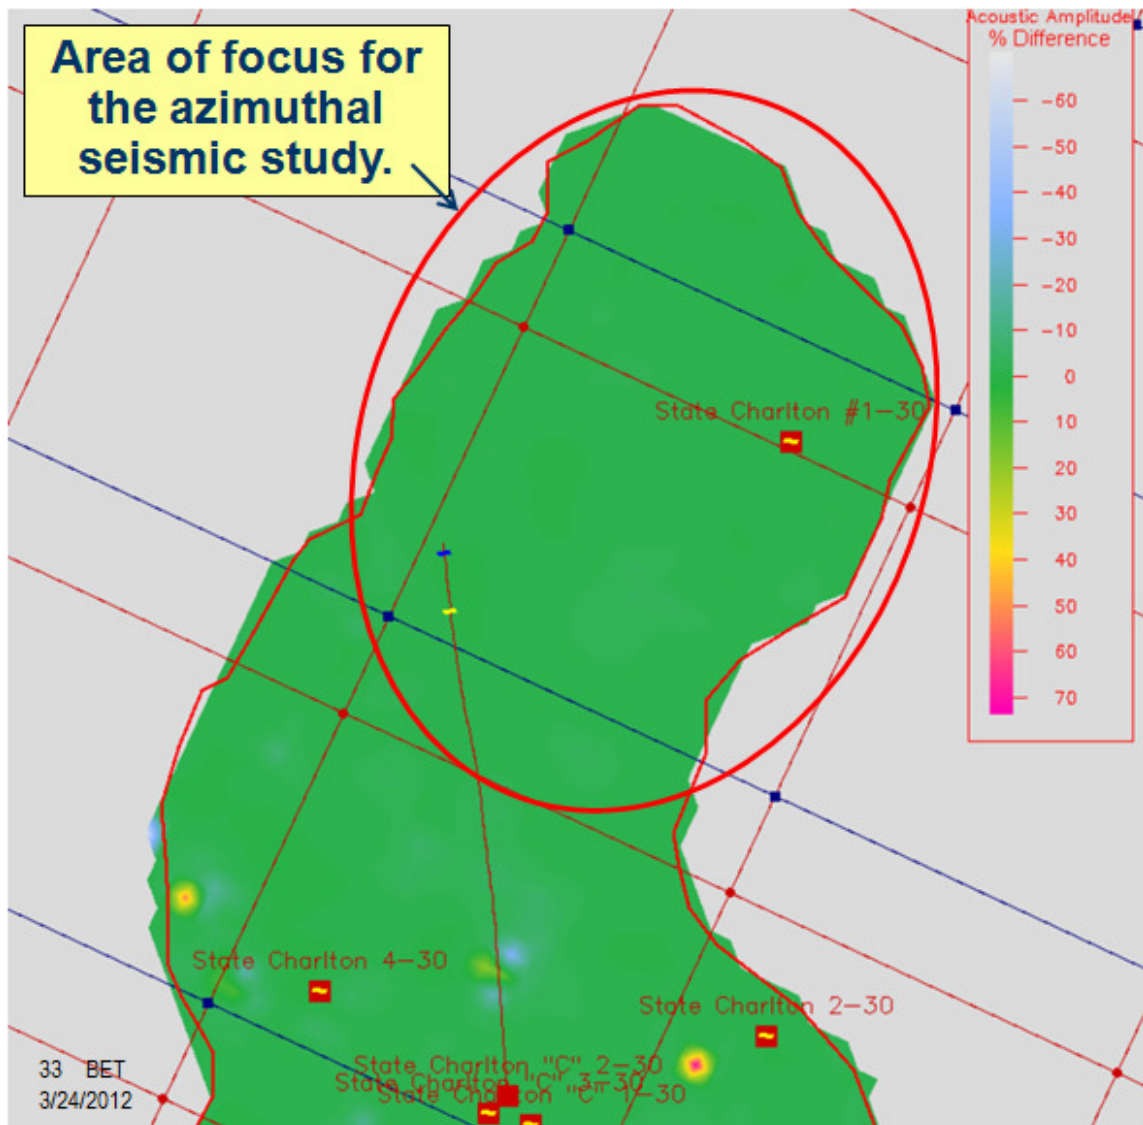 Area of focus for
the azimuthal
seismic study.
Acoustic Amplitude
% Difference
-60
-50
-40
-30
-20
-10
0
10
20
30
40
50
60
70
State Charlton #1-30
State Charlton 4-30
State Charlton 2-30
State Charlton "C" 2-30
State Charlton "C" 3-30
State Charlton "C" 1-30
33 BET
3/24/2012